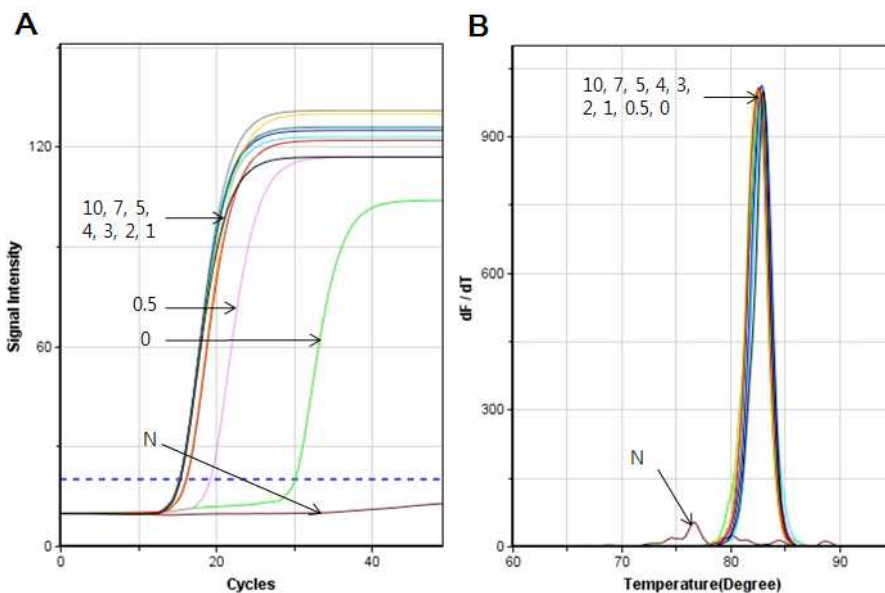 A
120
60
0
0
20
40
Signal Intensity
Cycles
10, 7, 5,
4, 3, 2, 1
0.5
0
N
B
900
600
300
0
60
70
80
90
dF / dT
Temperature(Degree)
10, 7, 5, 4, 3,
2, 1, 0.5, 0
N